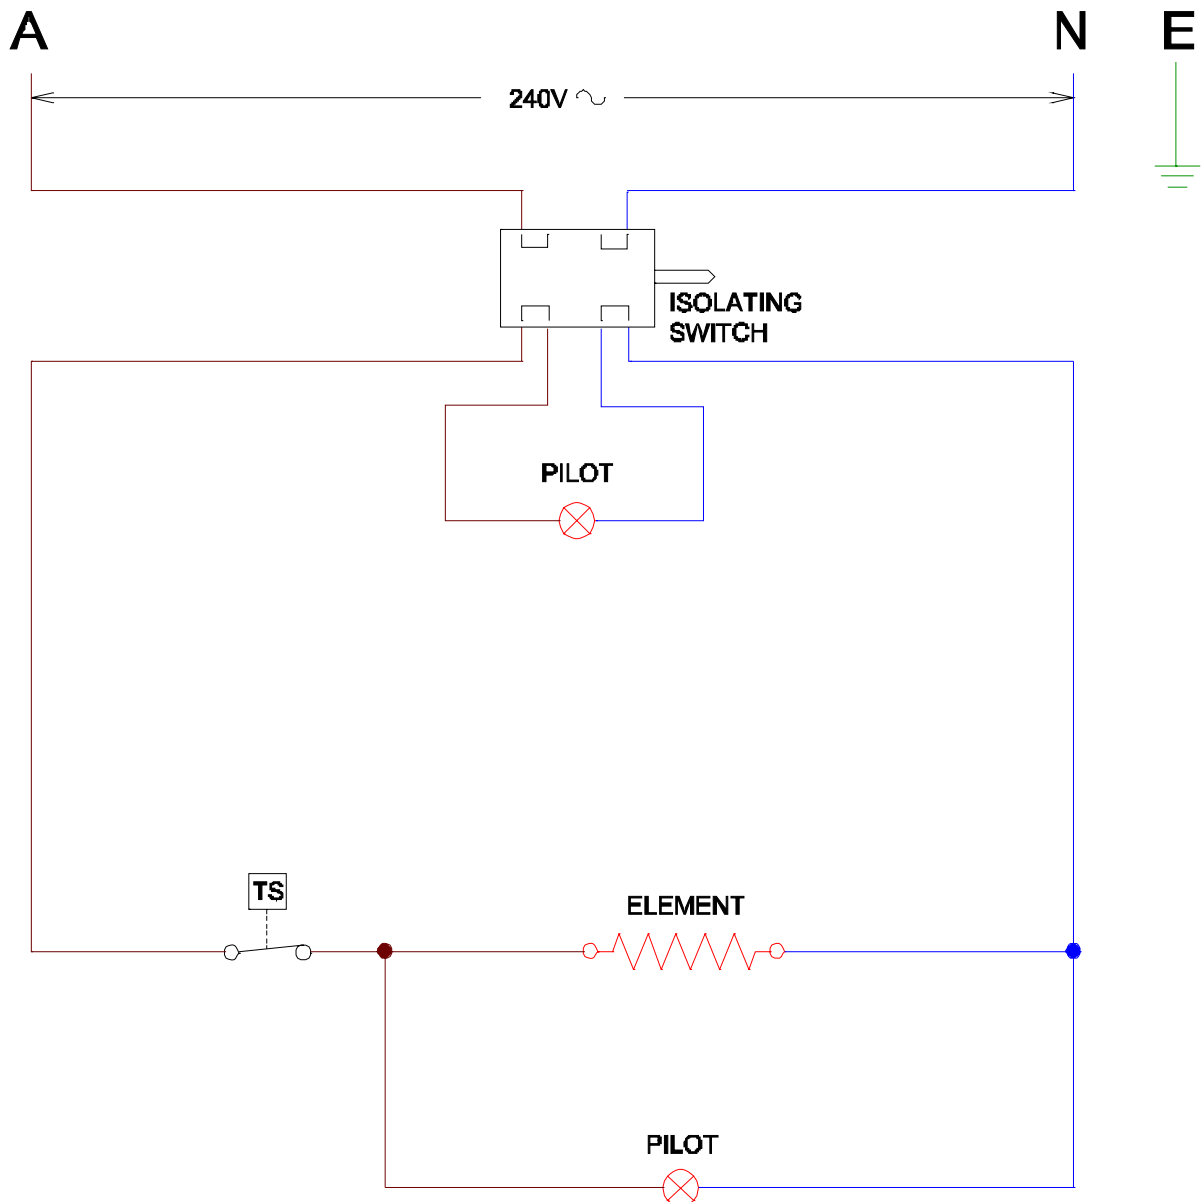 A
N
E
240V
ISOLATING
SWITCH
PILOT
TS
ELEMENT
PILOT